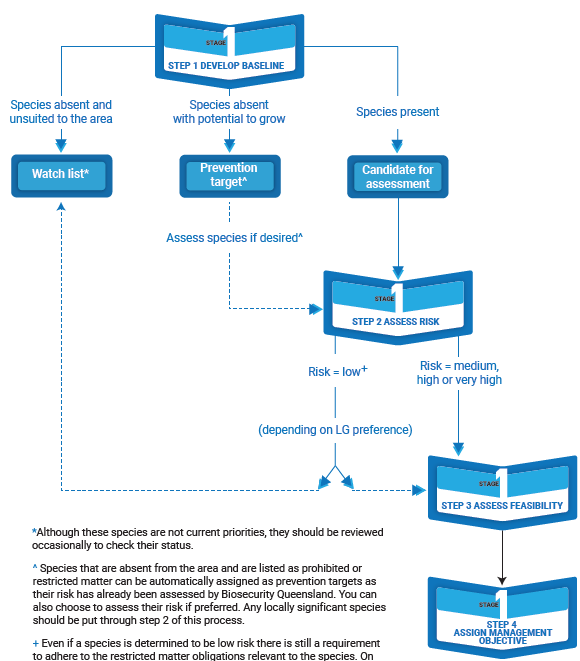 STAGE 1
STEP 1 DEVELOP BASELINE
Species absent and
unsuited to the area
Species absent
with potential to grow
Species present
Watch list*
Prevention
target^
Candidate for
assessment
Assess species if desired^
STAGE 1
STEP 2 ASSESS RISK
Risk = low+
Risk = medium,
high or very high
(depending on LG preference)
STAGE 1
STEP 3 ASSESS FEASIBILITY
STAGE 1
STEP 4
ASSIGN MANAGEMENT
OBJECTIVE
*Although these species are not current priorities, they should be reviewed
occasionally to check their status.
^ Species that are absent from the area and are listed as prohibited or
restricted matter can be automatically assigned as prevention targets as
their risk has already been assessed by Biosecurity Queensland. You can
also choose to assess their risk if preferred. Any locally significant species
should be put through step 2 of this process.
+ Even if a species is determined to be low risk there is still a requirement
to adhere to the restricted matter obligations relevant to the species. On